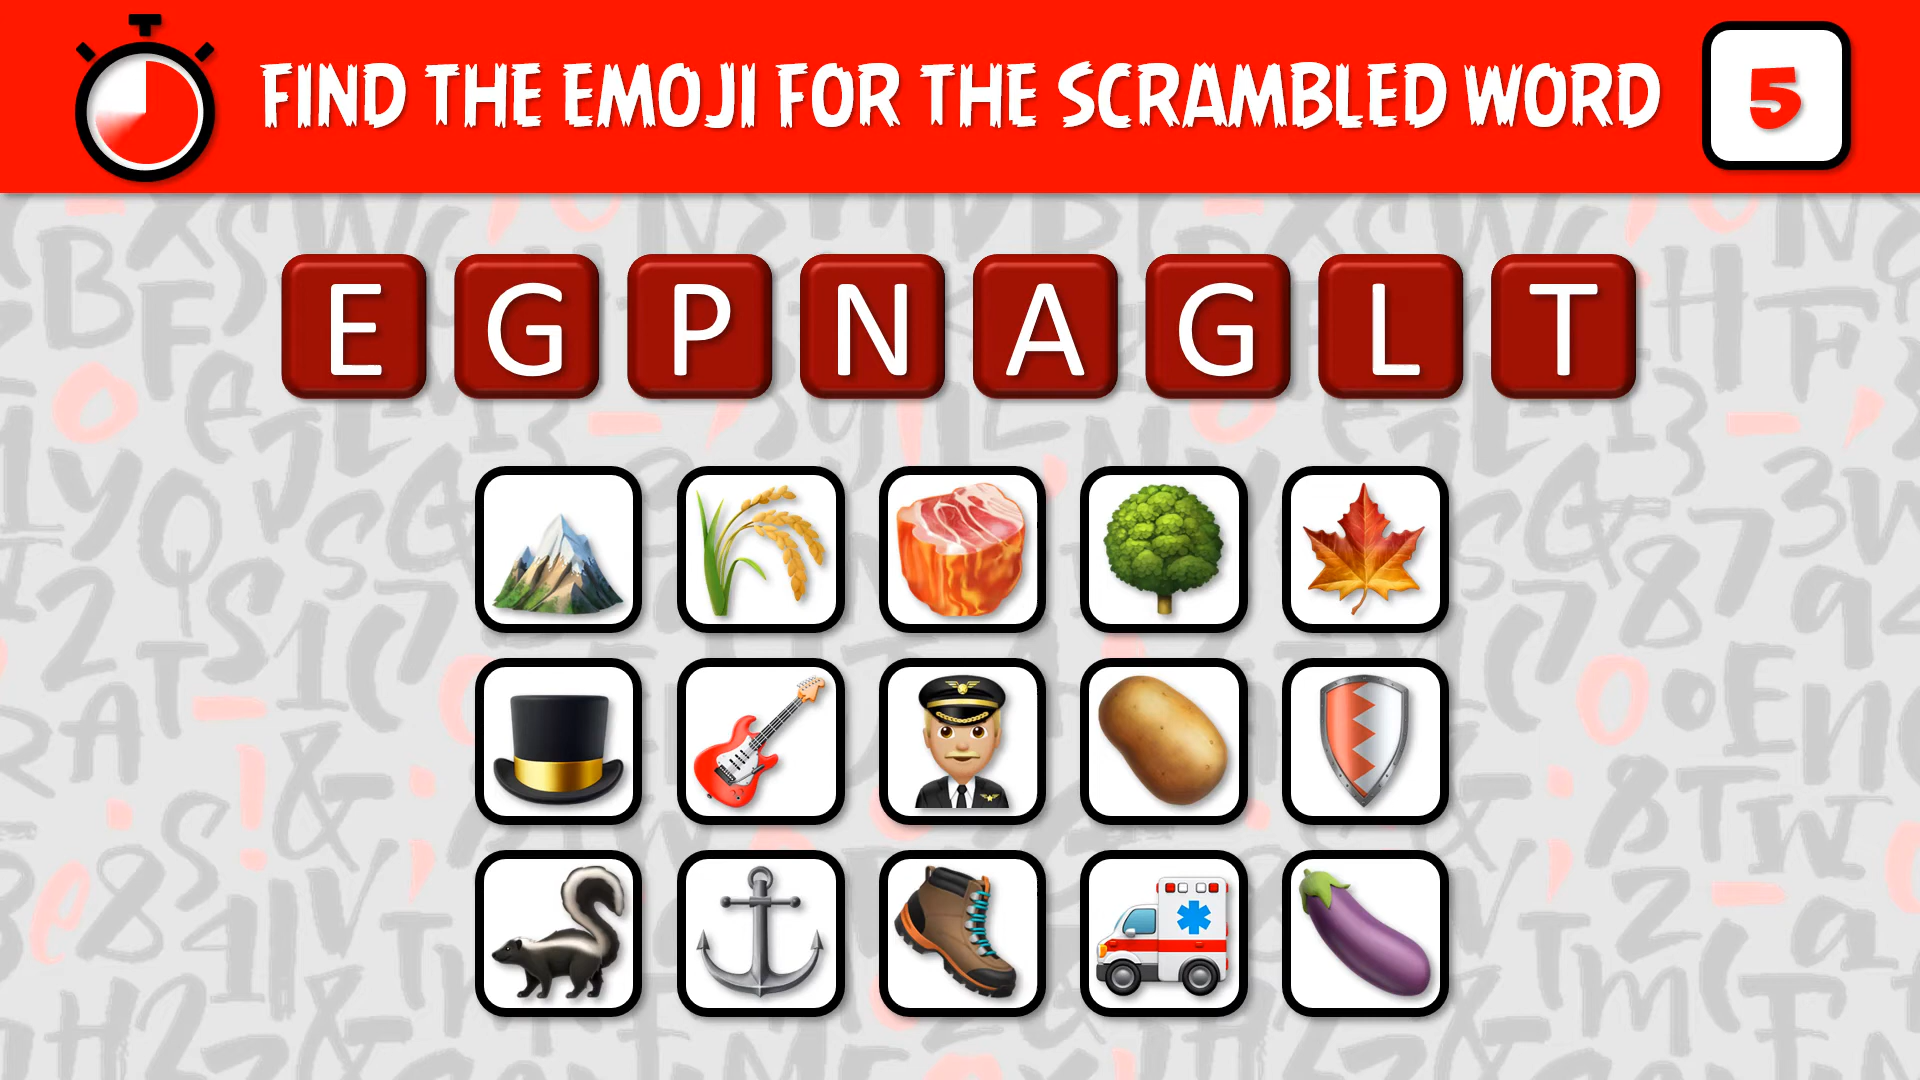 FIND THE EMOJI FOR THE SCRAMBLED WORD
5
E G P N A G L T